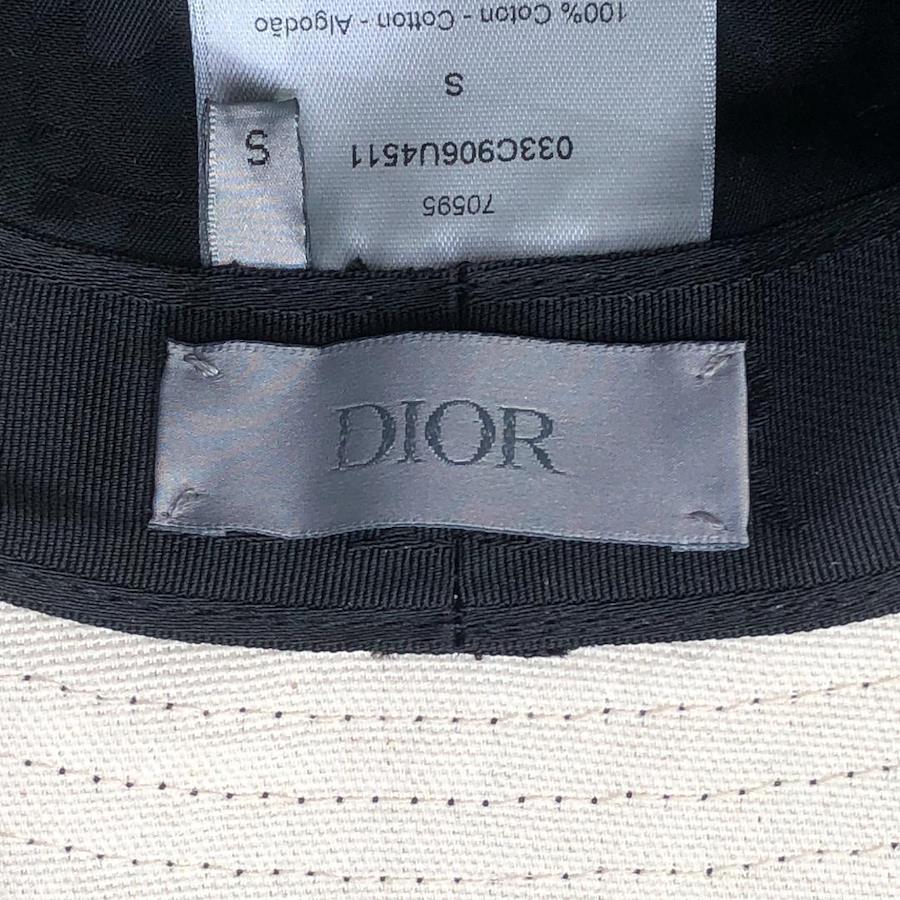 70595
033C906U4511
S
100% Coton - Cotton - Algodão
S
DIOR